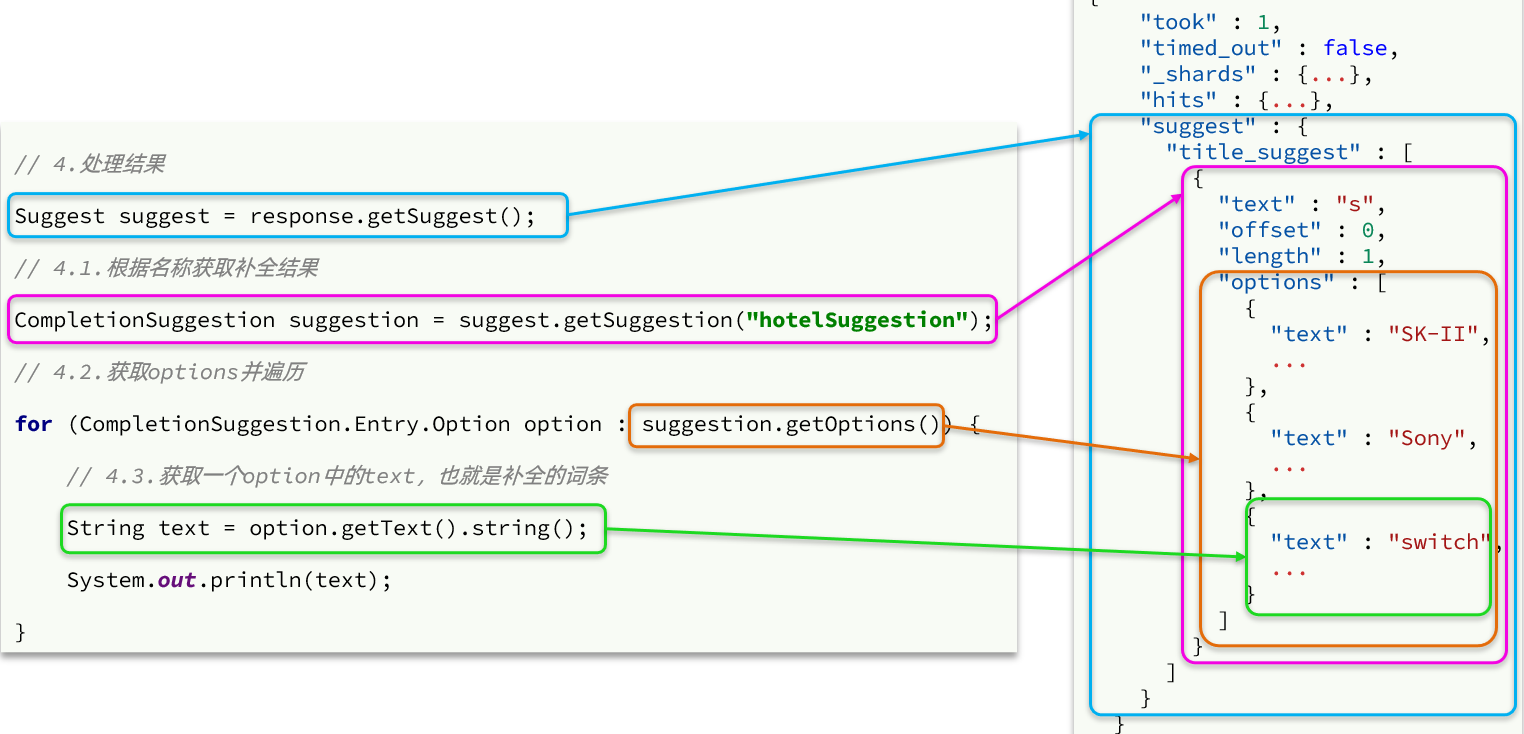 // 4.处理结果
Suggest suggest = response.getSuggest();
// 4.1.根据名称获取补全结果
CompletionSuggestion suggestion = suggest.getSuggestion("hotelSuggestion");
// 4.2.获取options并遍历
for (CompletionSuggestion.Entry.Option option : suggestion.getOptions()) {
// 4.3.获取一个option中的text，也就是补全的词条
String text = option.getText().string();
System.out.println(text);
}
{
"took" : 1,
"timed_out" : false,
"_shards" : {...},
"hits" : {...},
"suggest" : {
"title_suggest" : [
{
"text" : "s",
"offset" : 0,
"length" : 1,
"options" : [
{
"text" : "SK-II",
...
},
{
"text" : "Sony",
...
},
{
"text" : "switch",
...
}
]
}
]
}
}